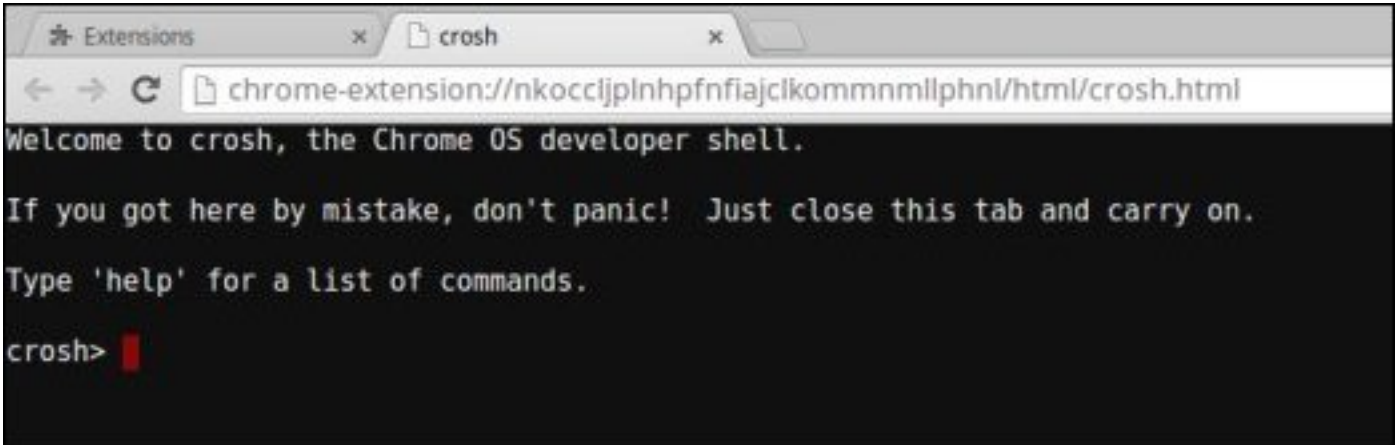 Extensions
crosh
chrome-extension://nkoccljplnhpfnfiajclkommnmllphnl/html/crosh.html
Welcome to crosh, the Chrome OS developer shell.
If you got here by mistake, don't panic!  Just close this tab and carry on.
Type 'help' for a list of commands.
crosh>